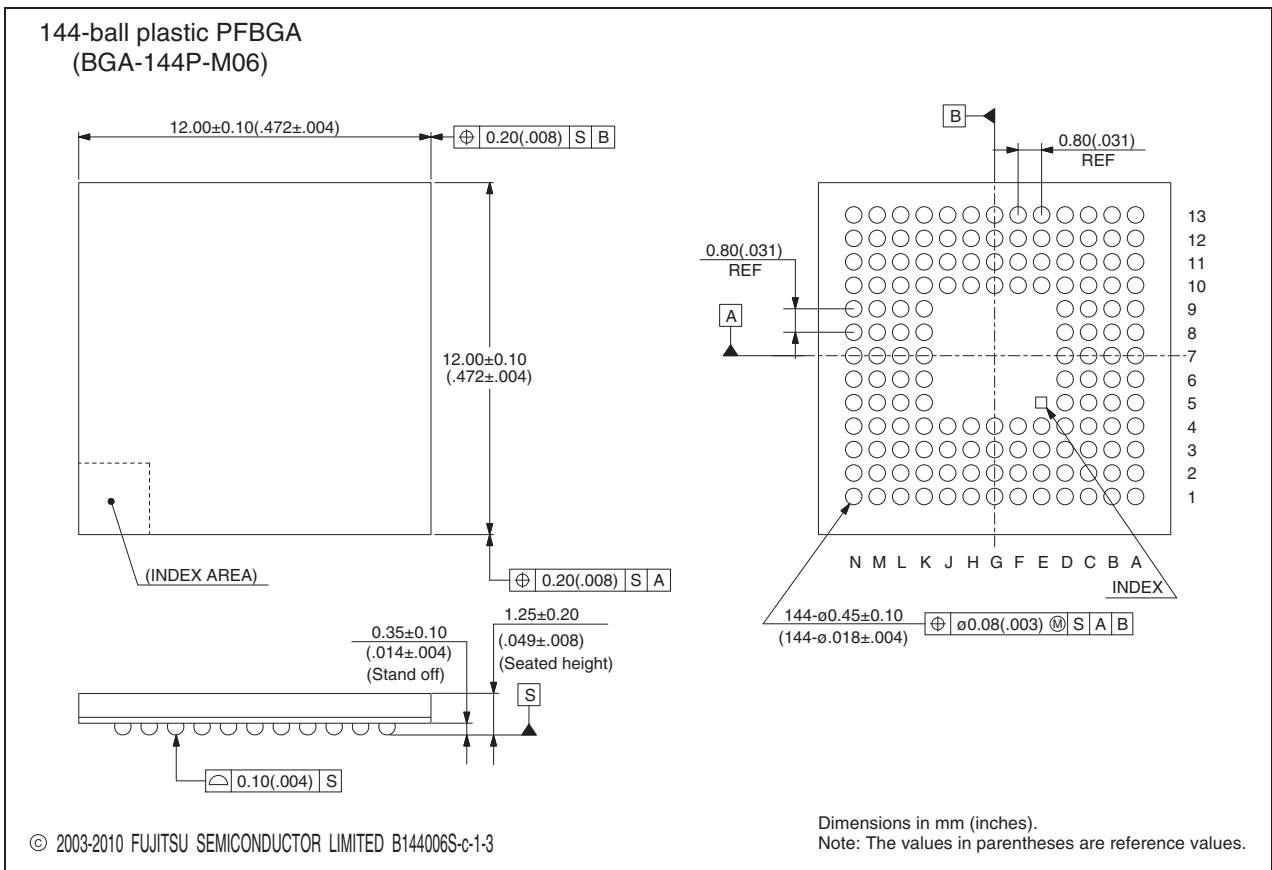 144-ball plastic PFBGA
(BGA-144P-M06)
12.00±0.10(.472±.004)
⌖ 0.20(.008) S B
B
0.80(.031)
REF
0.80(.031)
REF
A
13
12
11
10
9
8
7
6
5
4
3
2
1
12.00±0.10
(.472±.004)
(INDEX AREA)
⌖ 0.20(.008) S A
N M L K J H G F E D C B A
INDEX
144-ø0.45±0.10
(144-ø.018±.004)
⌖ ø0.08(.003) Ⓜ S A B
0.35±0.10
(.014±.004)
(Stand off)
1.25±0.20
(.049±.008)
(Seated height)
S
⌓ 0.10(.004) S
© 2003-2010 FUJITSU SEMICONDUCTOR LIMITED B144006S-c-1-3
Dimensions in mm (inches).
Note: The values in parentheses are reference values.